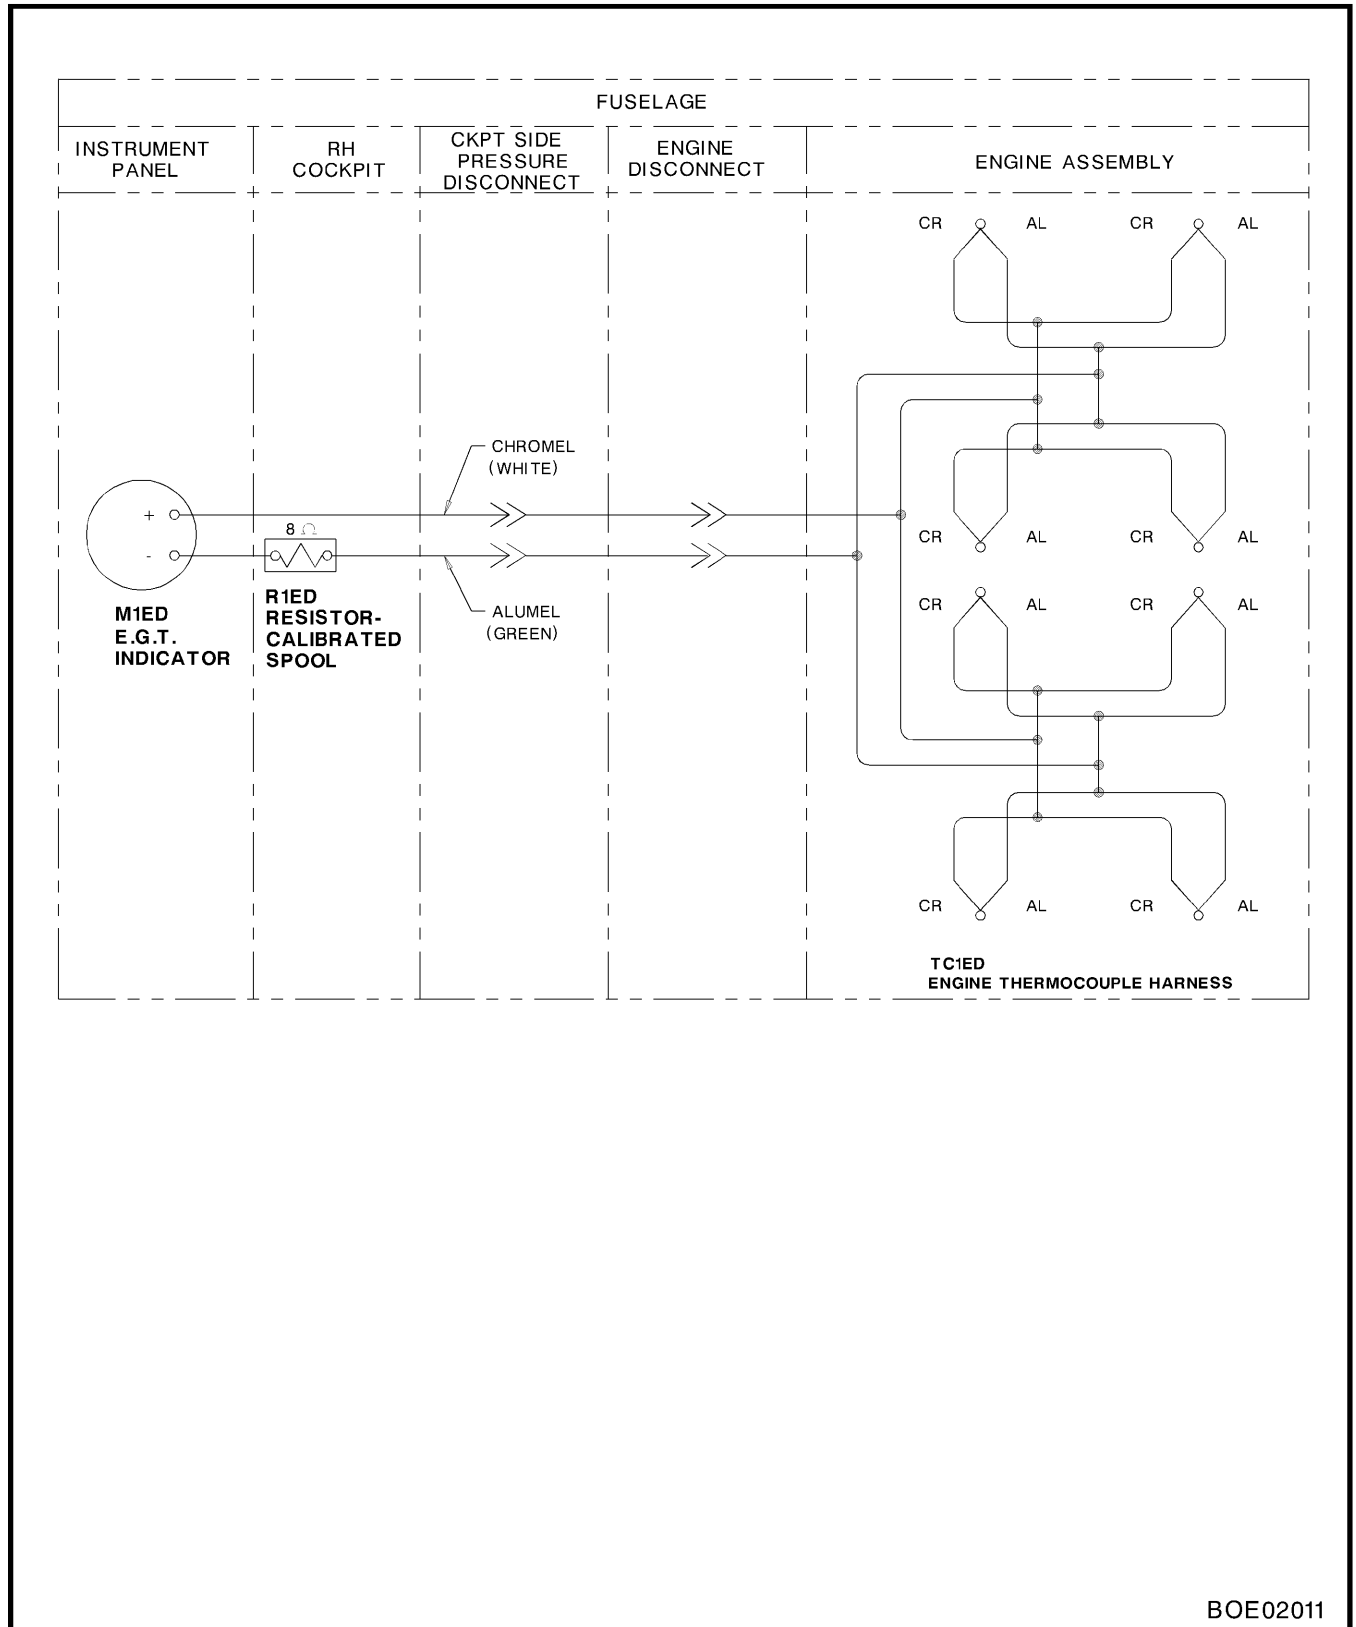 FUSELAGE
INSTRUMENT
PANEL
RH
COCKPIT
CKPT SIDE
PRESSURE
DISCONNECT
ENGINE
DISCONNECT
ENGINE ASSEMBLY
CR AL CR AL
CHROMEL
(WHITE)
+
-
8 Ω
M1ED
E.G.T.
INDICATOR
R1ED
RESISTOR-
CALIBRATED
SPOOL
ALUMEL
(GREEN)
CR AL CR AL
CR AL CR AL
CR AL CR AL
TC1ED
ENGINE THERMOCOUPLE HARNESS
BOE02011